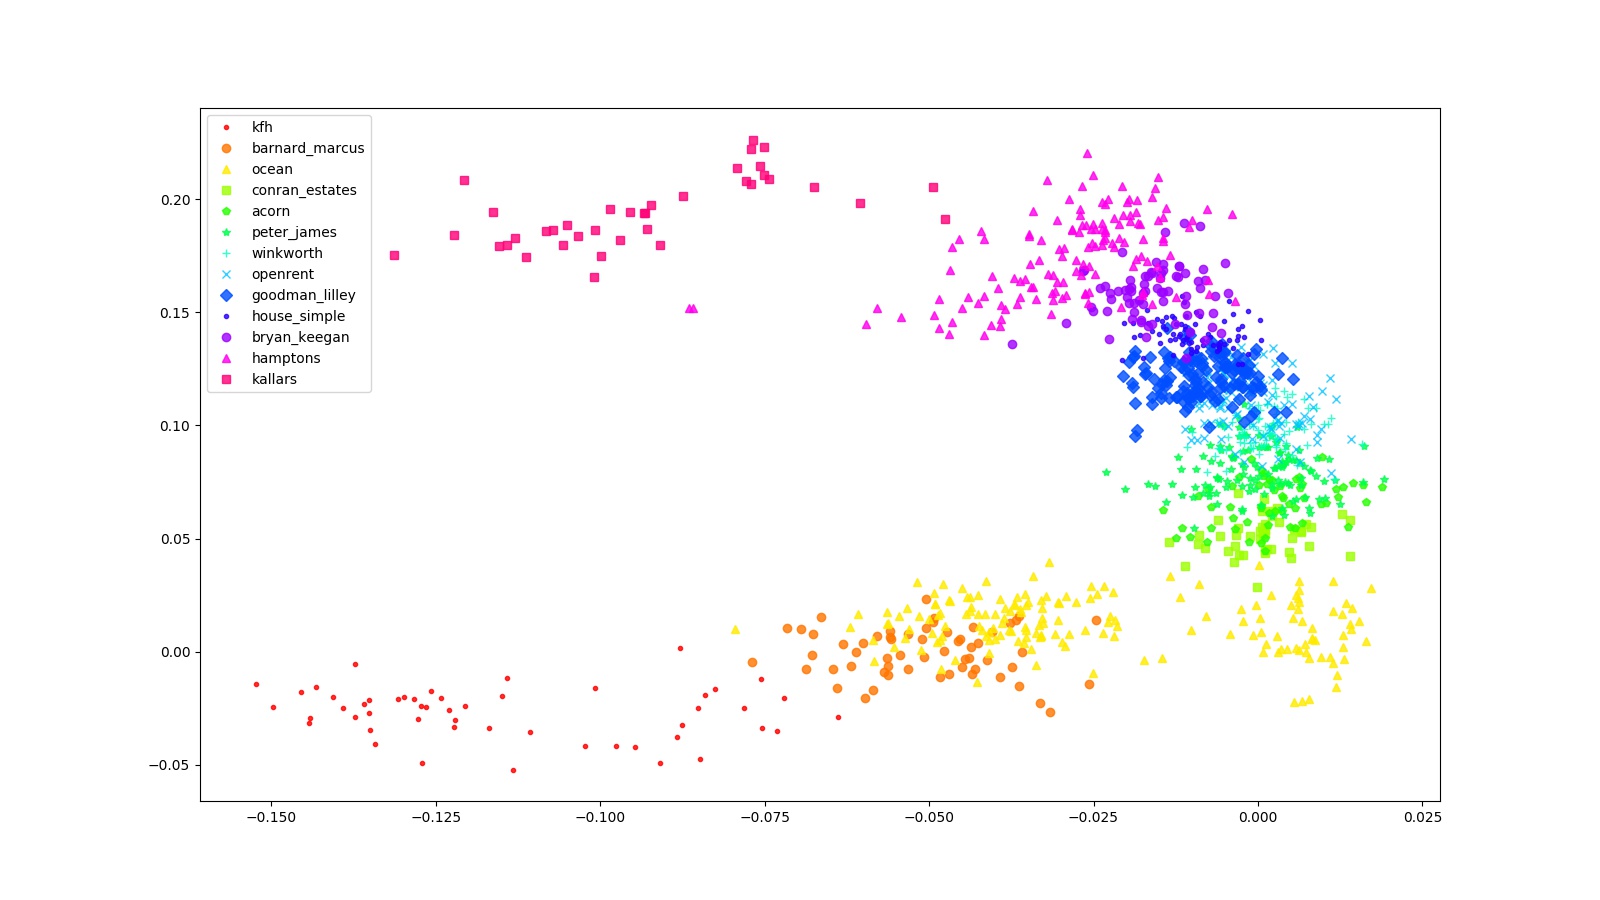 kfh
barnard_marcus
ocean
conran_estates
acorn
peter_james
winkworth
openrent
goodman_lilley
house_simple
bryan_keegan
hamptons
kallars
0.20
0.15
0.10
0.05
0.00
−0.05
−0.150 −0.125 −0.100 −0.075 −0.050 −0.025 0.000 0.025